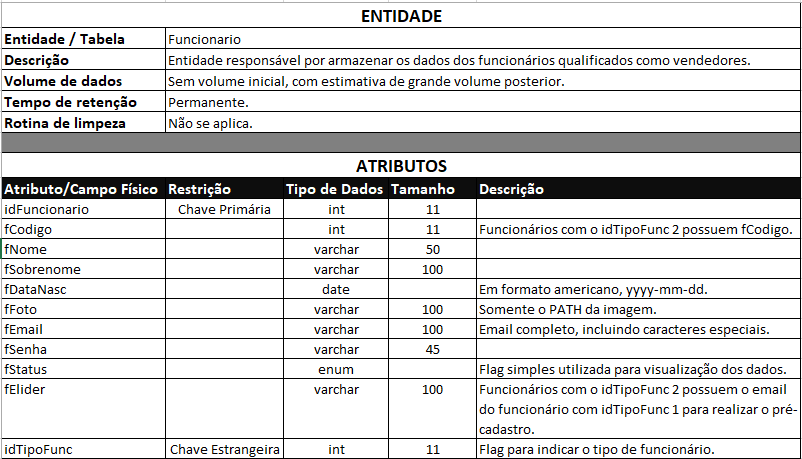 ENTIDADE
Entidade / Tabela Funcionario
Descrição Entidade responsável por armazenar os dados dos funcionários qualificados como vendedores.
Volume de dados Sem volume inicial, com estimativa de grande volume posterior.
Tempo de retenção Permanente.
Rotina de limpeza Não se aplica.
ATRIBUTOS
Atributo/Campo Físico Restrição Tipo de Dados Tamanho Descrição
idFuncionario Chave Primária int 11
fCodigo int 11 Funcionários com o idTipoFunc 2 possuem fCodigo.
fNome varchar 50
fSobrenome varchar 100
fDataNasc date Em formato americano, yyyy-mm-dd.
fFoto varchar 100 Somente o PATH da imagem.
fEmail varchar 100 Email completo, incluindo caracteres especiais.
fSenha varchar 45
fStatus enum Flag simples utilizada para visualização dos dados.
fElider varchar 100 Funcionários com o idTipoFunc 2 possuem o email
do funcionário com idTipoFunc 1 para realizar o pré-
cadastro.
idTipoFunc Chave Estrangeira int 11 Flag para indicar o tipo de funcionário.